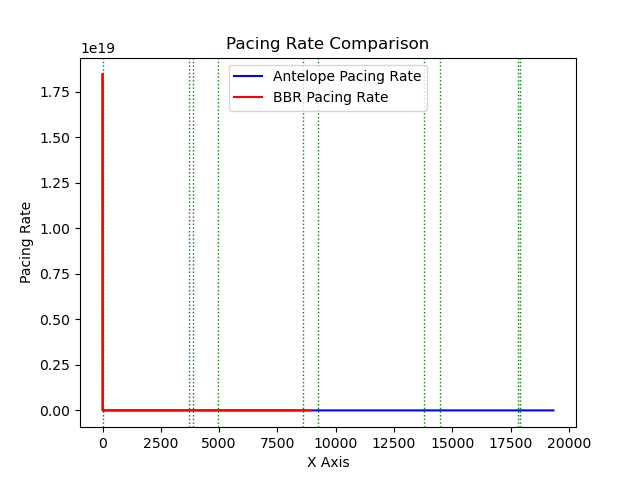 Pacing Rate Comparison
1e19
Antelope Pacing Rate
BBR Pacing Rate
Pacing Rate
1.75
1.50
1.25
1.00
0.75
0.50
0.25
0.00
0 2500 5000 7500 10000 12500 15000 17500 20000
X Axis